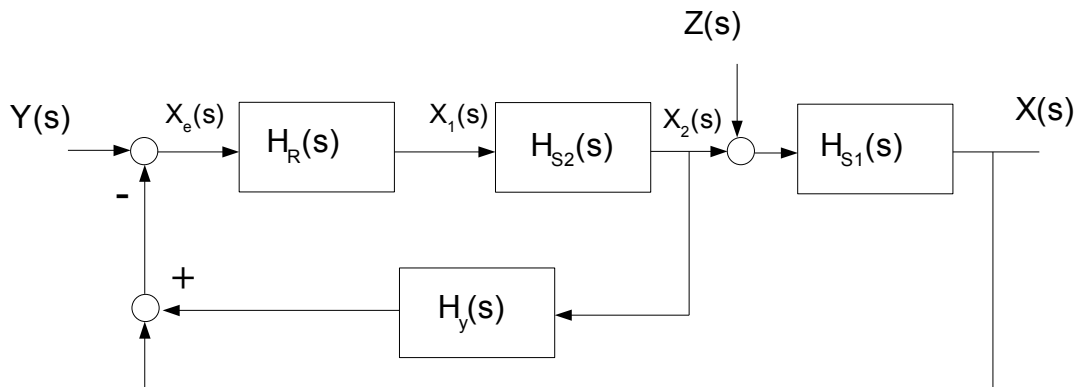 Z(s)
Y(s)
X_e(s)
H_R(s)
X_1(s)
H_S2(s)
X_2(s)
H_S1(s)
X(s)
-
+
H_y(s)